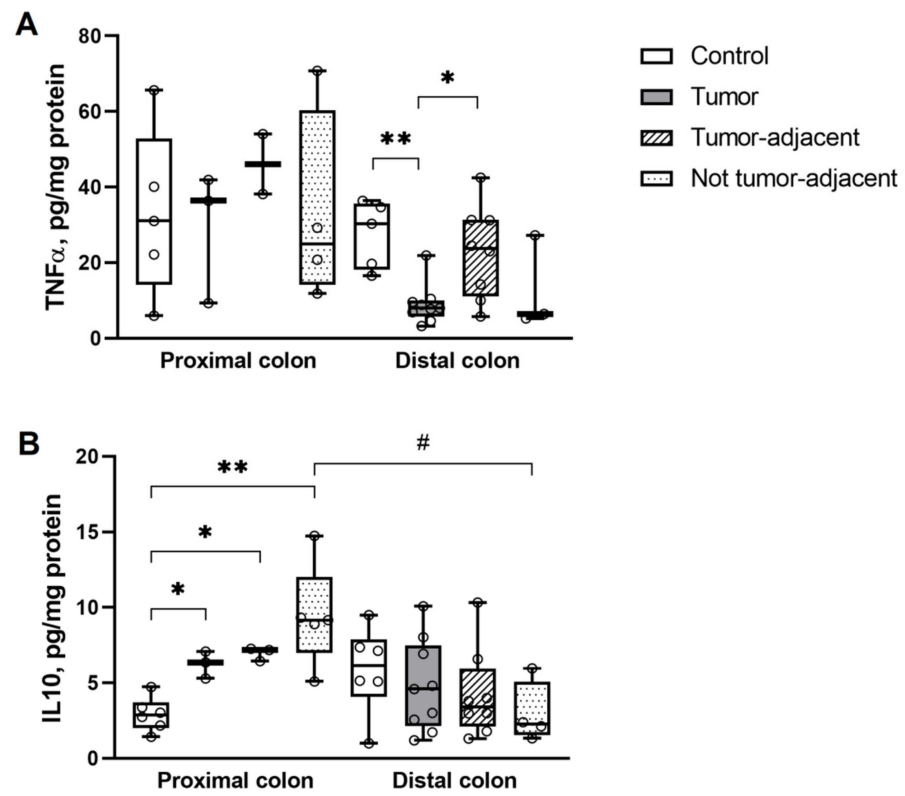 A
TNFα, pg/mg protein
80
60
40
20
0
**
*
Proximal colon
Distal colon
Control
Tumor
Tumor-adjacent
Not tumor-adjacent
B
IL10, pg/mg protein
20
15
10
5
0
#
**
*
*
Proximal colon
Distal colon